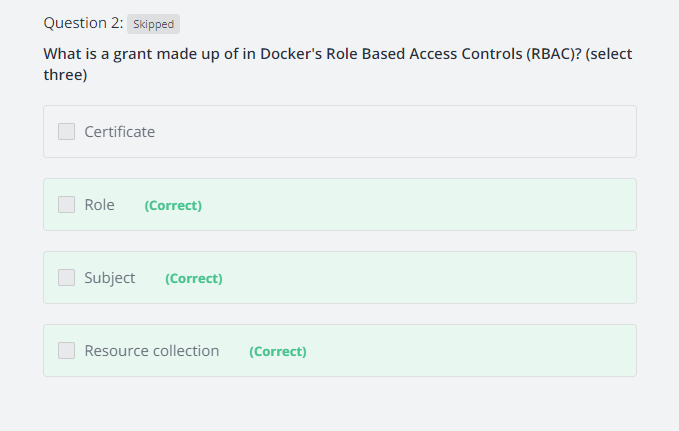 Question 2: Skipped
What is a grant made up of in Docker's Role Based Access Controls (RBAC)? (select
three)
Certificate
Role (Correct)
Subject (Correct)
Resource collection (Correct)